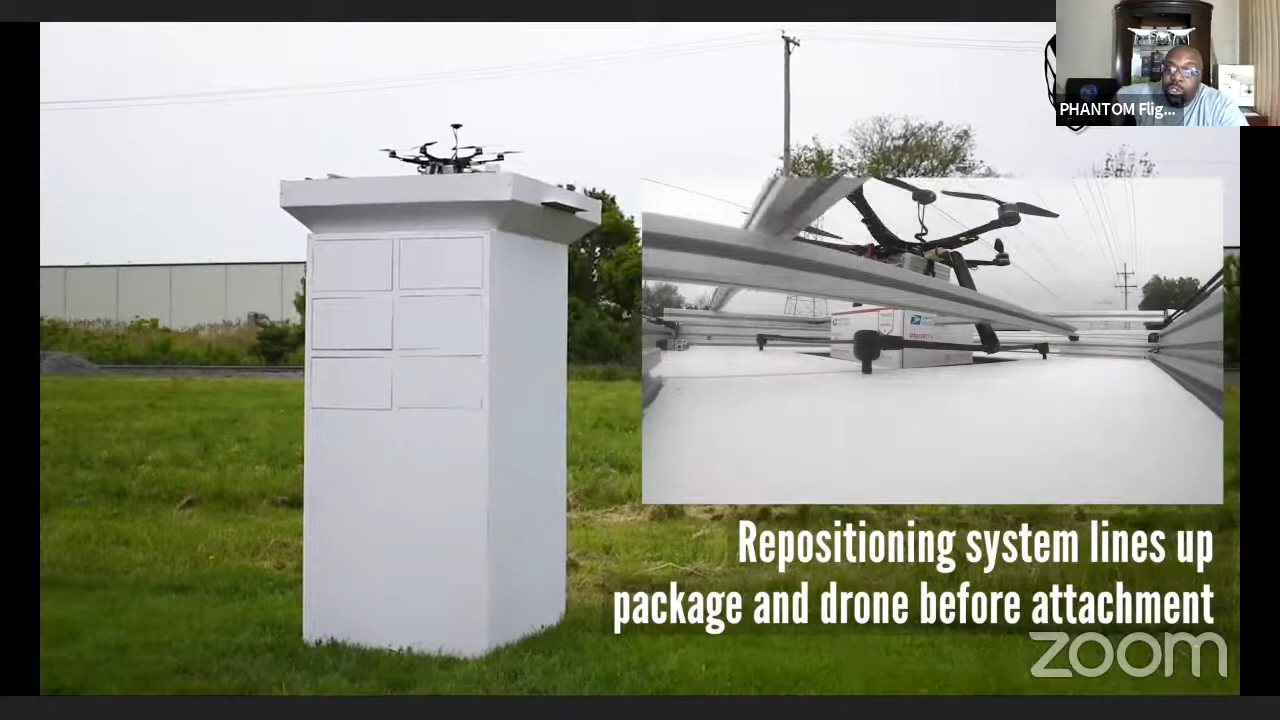 PHANTOM Flig...
Repositioning system lines up
package and drone before attachment
zoom